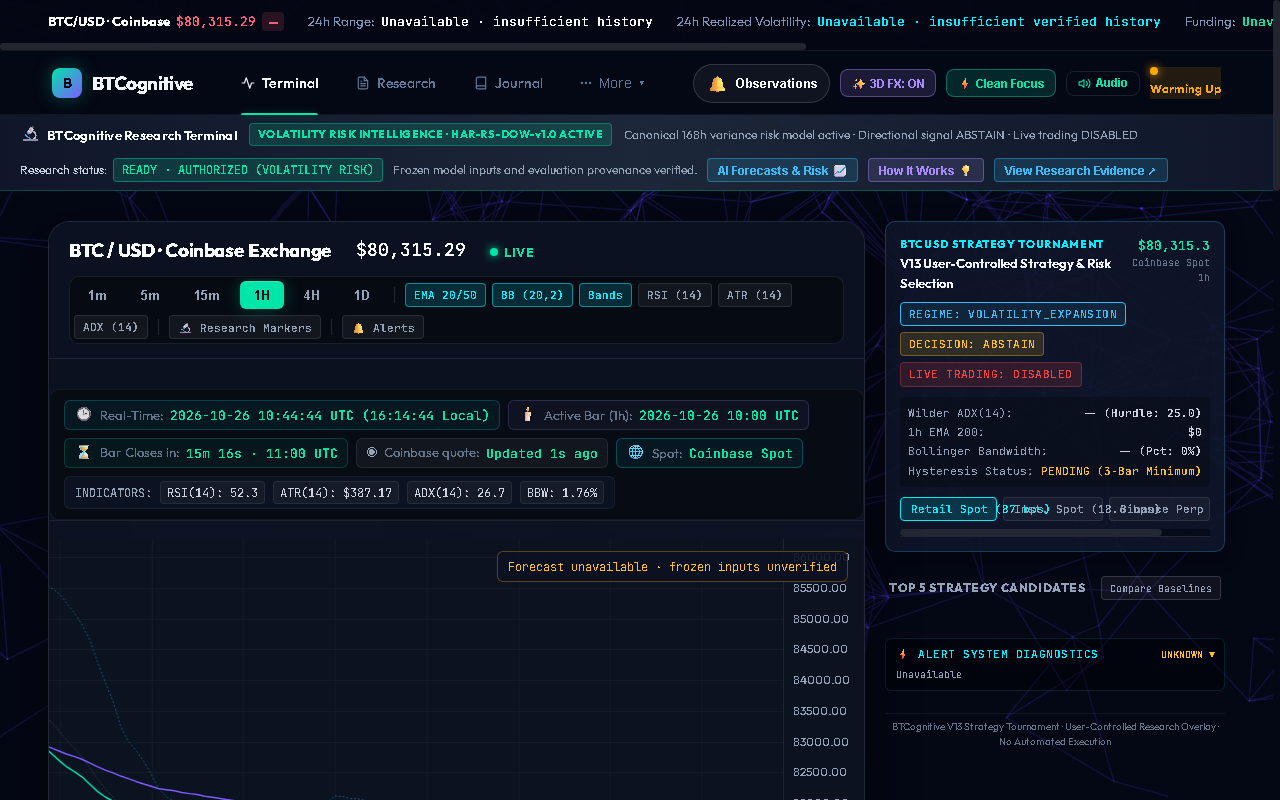 BTC/USD · Coinbase $80,315.29 — 24h Range: Unavailable · insufficient history 24h Realized Volatility: Unavailable · insufficient verified history Funding: Unav
B BTCognitive Terminal Research Journal ··· More ▾ 🔔 Observations ✨ 3D FX: ON ⚡ Clean Focus Audio Warming Up
🔬 BTCognitive Research Terminal VOLATILITY RISK INTELLIGENCE · HAR-RS-DOW-v1.0 ACTIVE Canonical 168h variance risk model active · Directional signal ABSTAIN · Live trading DISABLED
Research status: READY · AUTHORIZED (VOLATILITY RISK) Frozen model inputs and evaluation provenance verified. AI Forecasts & Risk 📈 How It Works 💡 View Research Evidence ↗
BTC / USD · Coinbase Exchange $80,315.29 LIVE
1m 5m 15m 1H 4H 1D EMA 20/50 BB (20,2) Bands RSI (14) ATR (14)
ADX (14) 🔬 Research Markers 🔔 Alerts
Real-Time: 2026-10-26 10:44:44 UTC (16:14:44 Local) Active Bar (1h): 2026-10-26 10:00 UTC
Bar Closes in: 15m 16s · 11:00 UTC Coinbase quote: Updated 1s ago Spot: Coinbase Spot
INDICATORS: RSI(14): 52.3 ATR(14): $387.17 ADX(14): 26.7 BBW: 1.76%
Forecast unavailable · frozen inputs unverified
86000.00
85500.00
85000.00
84500.00
84000.00
83500.00
83000.00
82500.00
BTCUSD STRATEGY TOURNAMENT $80,315.3
V13 User-Controlled Strategy & Risk Selection
Coinbase Spot
1h
REGIME: VOLATILITY_EXPANSION
DECISION: ABSTAIN
LIVE TRADING: DISABLED
Wilder ADX(14): — (Hurdle: 25.0)
1h EMA 200: $0
Bollinger Bandwidth: — (Pct: 0%)
Hysteresis Status: PENDING (3-Bar Minimum)
Retail Spot Spot Perp
TOP 5 STRATEGY CANDIDATES Compare Baselines
⚡ ALERT SYSTEM DIAGNOSTICS UNKNOWN ▼
Unavailable
BTCognitive V13 Strategy Tournament · User-Controlled Research Overlay ·
No Automated Execution